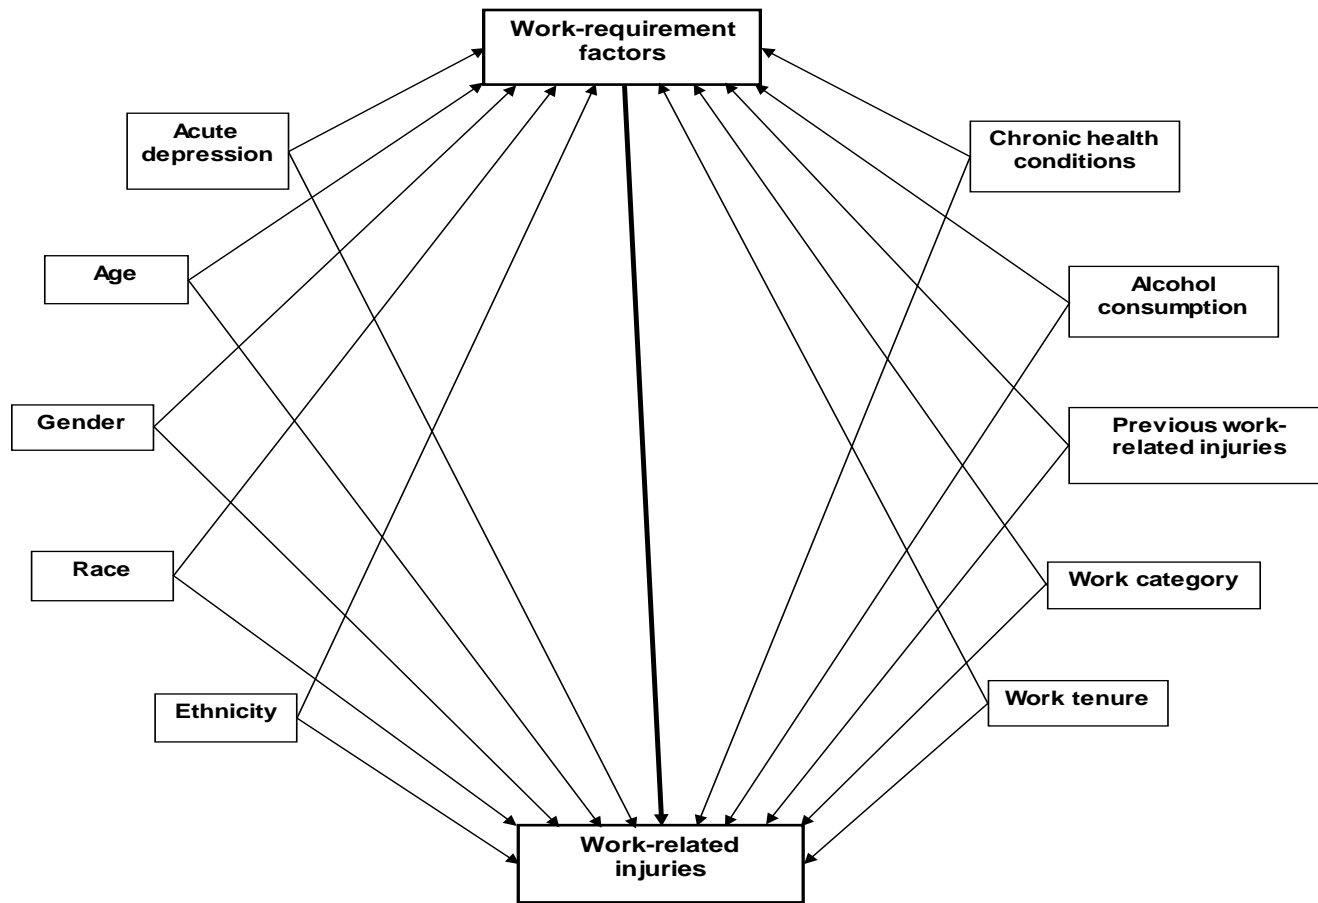 Work-requirement
factors
Acute
depression
Chronic health
conditions
Age
Alcohol
consumption
Gender
Previous work-
related injuries
Race
Work category
Ethnicity
Work tenure
Work-related
injuries